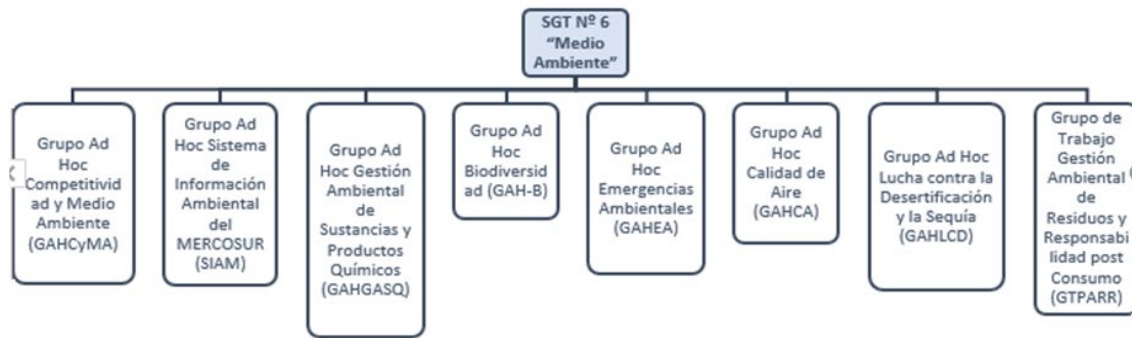 SGT Nº 6
“Medio
Ambiente”
Grupo Ad
Hoc
Competitivid
ad y Medio
Ambiente
(GAHCyMA)
Grupo Ad
Hoc Sistema
de
Información
Ambiental
del
MERCOSUR
(SIAM)
Grupo Ad
Hoc Gestión
Ambiental
de
Sustancias y
Productos
Químicos
(GAHGASQ)
Grupo Ad
Hoc
Biodiversid
ad (GAH-B)
Grupo Ad
Hoc
Emergencias
Ambientales
(GAHEA)
Grupo Ad
Hoc
Calidad de
Aire
(GAHCA)
Grupo Ad Hoc
Lucha contra la
Desertificación
y la Sequía
(GAHLCD)
Grupo de
Trabajo
Gestión
Ambiental
de
Residuos y
Responsabi
lidad post
Consumo
(GTPARR)